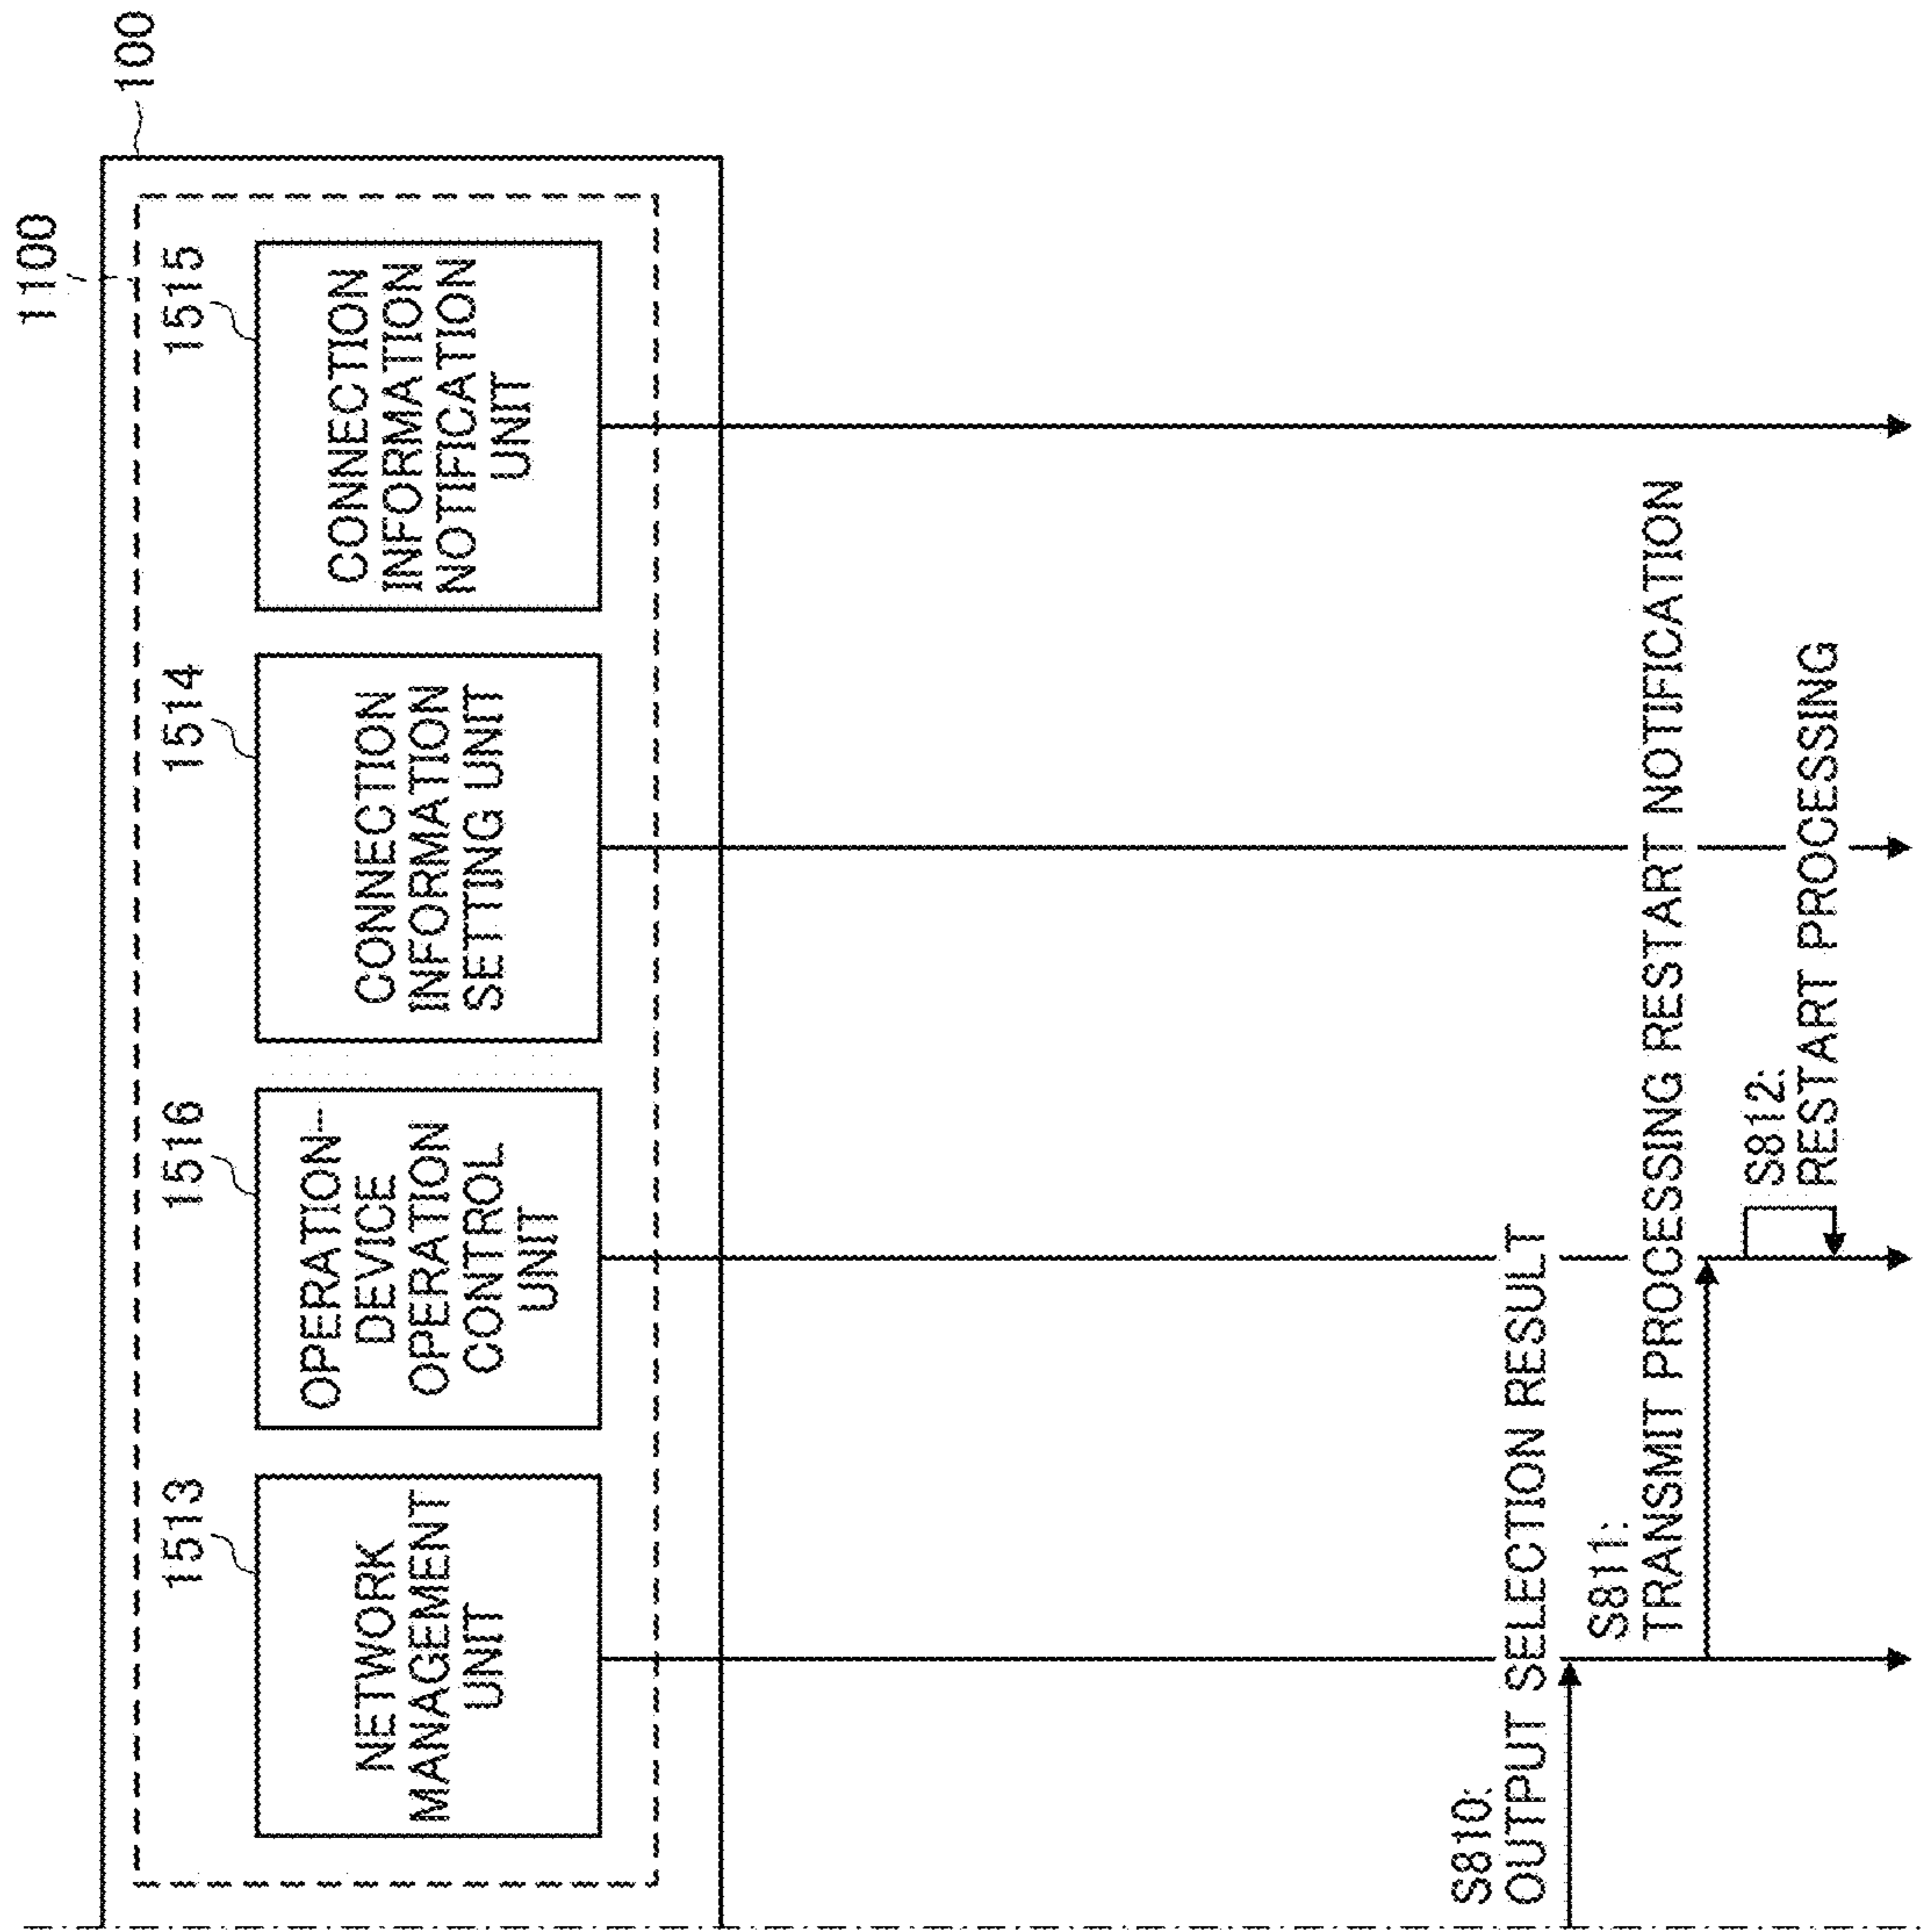 100
1100
1513
NETWORK
MANAGEMENT
UNIT
1516
OPERATION-
DEVICE
OPERATION
CONTROL
UNIT
1514
CONNECTION
INFORMATION
SETTING UNIT
1515
CONNECTION
INFORMATION
NOTIFICATION
UNIT
S810:
OUTPUT SELECTION RESULT
S811:
TRANSMIT PROCESSING RESTART NOTIFICATION
S812:
RESTART PROCESSING